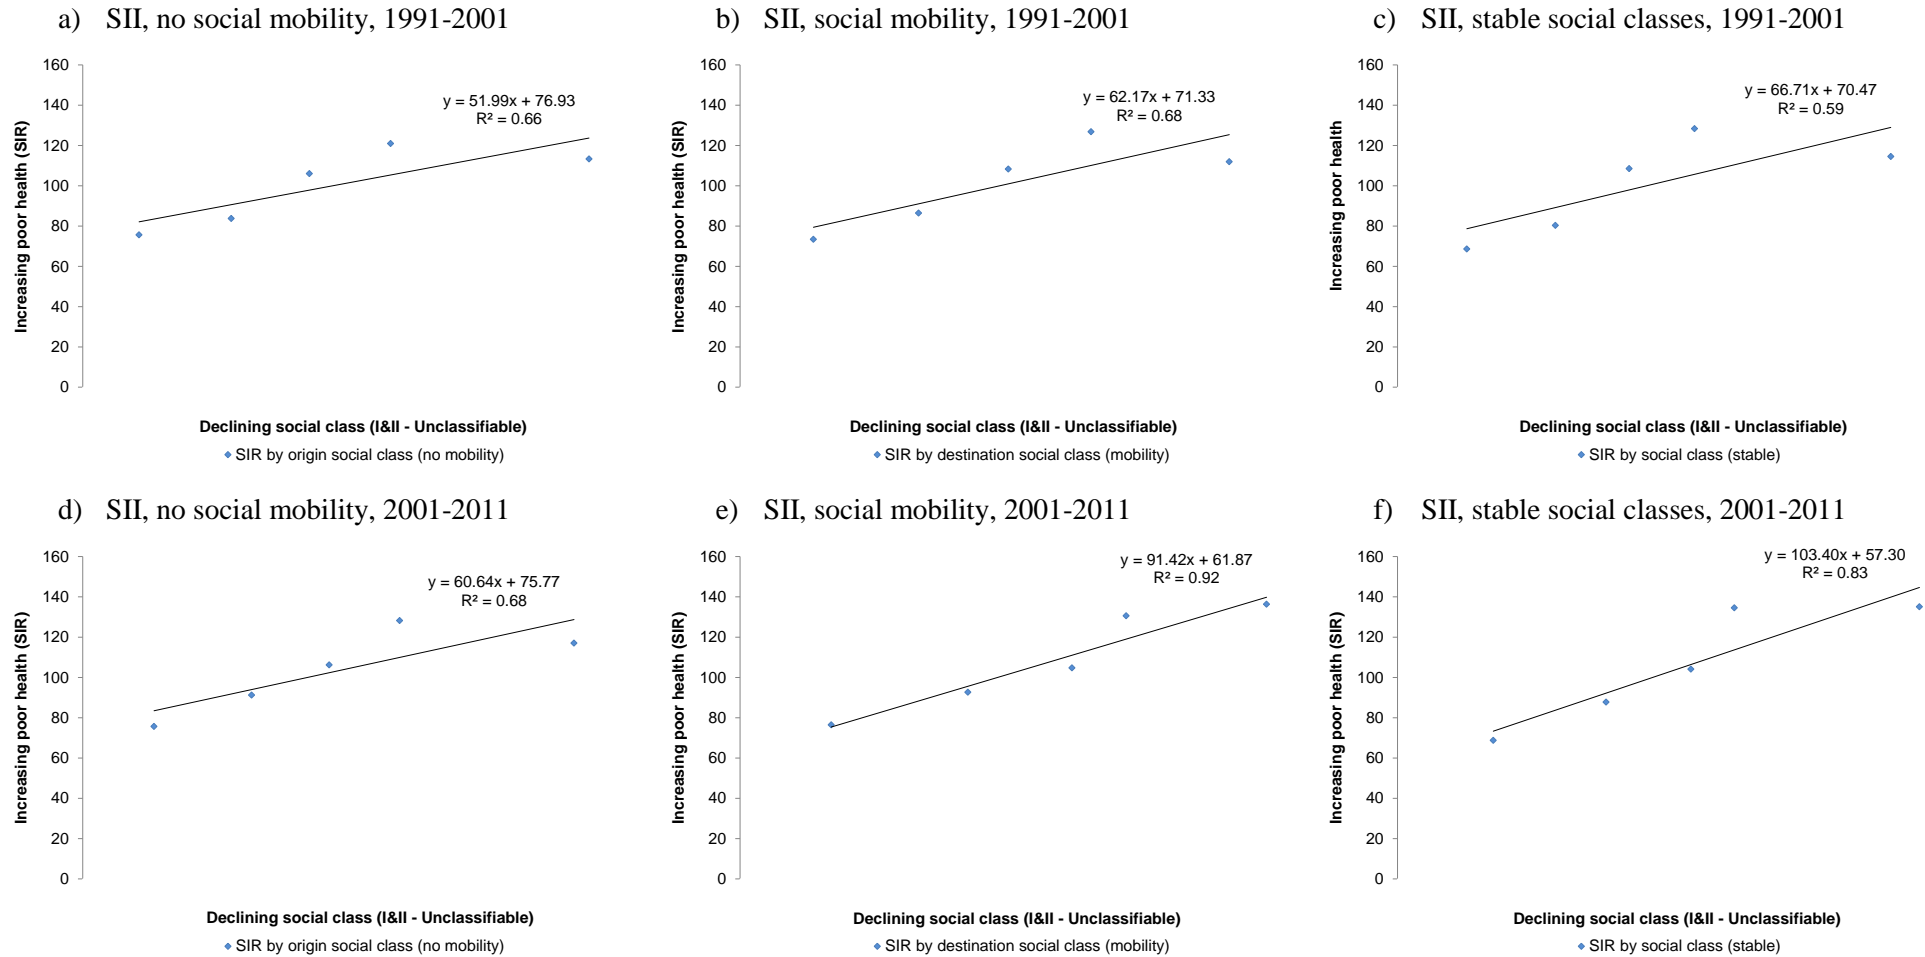 a) SII, no social mobility, 1991-2001
160
140
120
100
80
60
40
20
0
Increasing poor health (SIR)
y = 51.99x + 76.93
R² = 0.66
Declining social class (I&II - Unclassifiable)
SIR by origin social class (no mobility)
b) SII, social mobility, 1991-2001
160
140
120
100
80
60
40
20
0
Increasing poor health (SIR)
y = 62.17x + 71.33
R² = 0.68
Declining social class (I&II - Unclassifiable)
SIR by destination social class (mobility)
c) SII, stable social classes, 1991-2001
160
140
120
100
80
60
40
20
0
Increasing poor health
y = 66.71x + 70.47
R² = 0.59
Declining social class (I&II - Unclassifiable)
SIR by social class (stable)
d) SII, no social mobility, 2001-2011
160
140
120
100
80
60
40
20
0
Increasing poor health (SIR)
y = 60.64x + 75.77
R² = 0.68
Declining social class (I&II - Unclassifiable)
SIR by origin social class (no mobility)
e) SII, social mobility, 2001-2011
160
140
120
100
80
60
40
20
0
Increasing poor health (SIR)
y = 91.42x + 61.87
R² = 0.92
Declining social class (I&II - Unclassifiable)
SIR by destination social class (mobility)
f) SII, stable social classes, 2001-2011
160
140
120
100
80
60
40
20
0
Increasing poor health (SIR)
y = 103.40x + 57.30
R² = 0.83
Declining social class (I&II - Unclassifiable)
SIR by social class (stable)